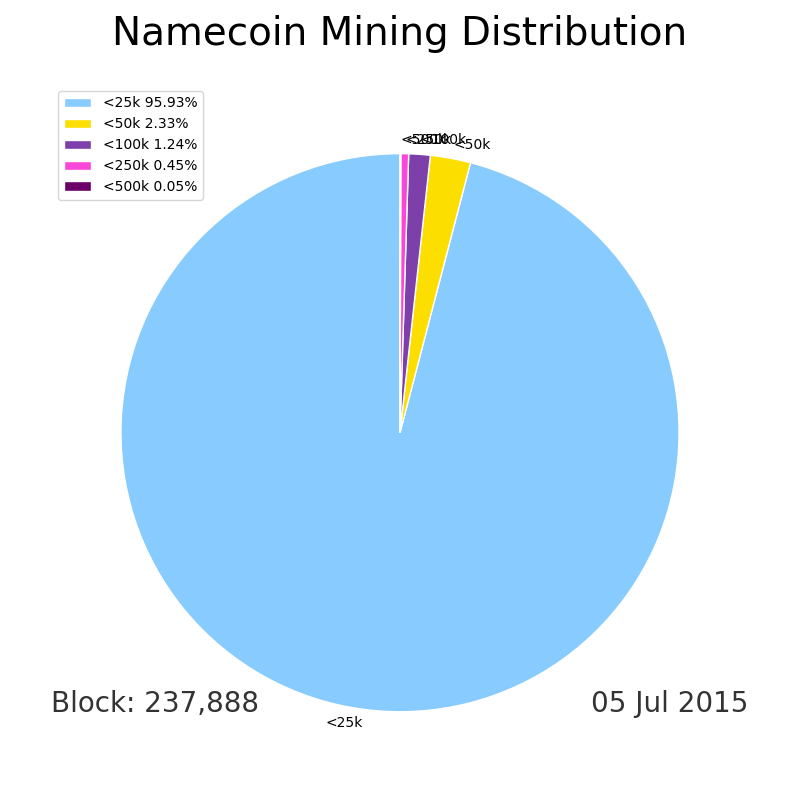 Namecoin Mining Distribution
<25k 95.93%
<50k 2.33%
<100k 1.24%
<250k 0.45%
<500k 0.05%
<50k
<25k
Block: 237,888
05 Jul 2015